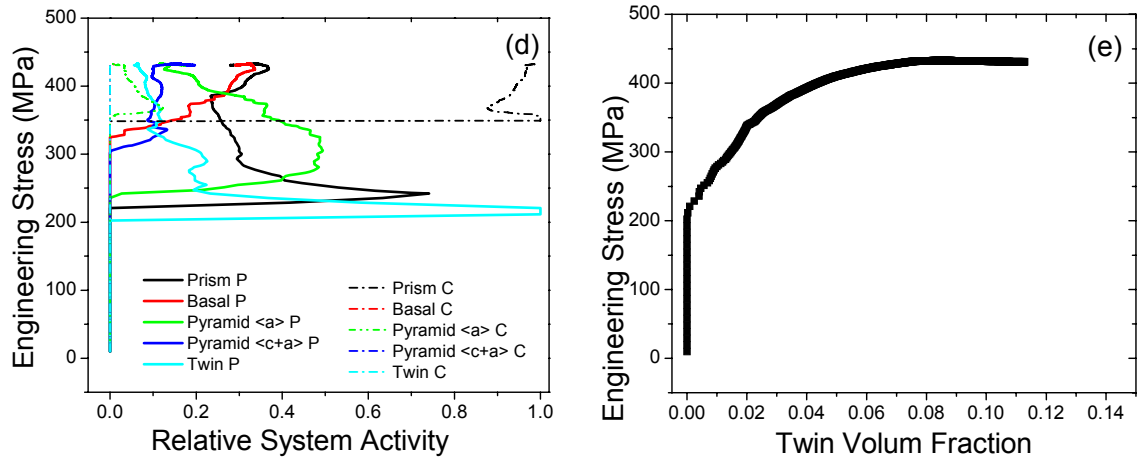 (d)
Engineering Stress (MPa)
500
400
300
200
100
0
Prism P
Basal P
Pyramid <a> P
Pyramid <c+a> P
Twin P
Prism C
Basal C
Pyramid <a> C
Pyramid <c+a> C
Twin C
0.0 0.2 0.4 0.6 0.8 1.0
Relative System Activity
(e)
Engineering Stress (MPa)
500
400
300
200
100
0
0.00 0.02 0.04 0.06 0.08 0.10 0.12 0.14
Twin Volum Fraction